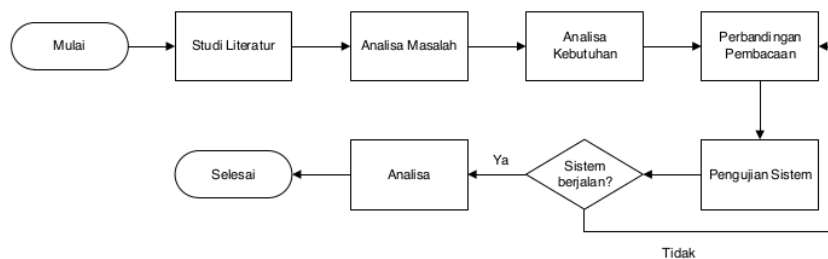 Mulai
Studi Literatur
Analisa Masalah
Analisa
Kebutuhan
Perbandingan
Pembacaan
Selesai
Analisa
Ya
Sistem
berjalan?
Pengujian Sistem
Tidak